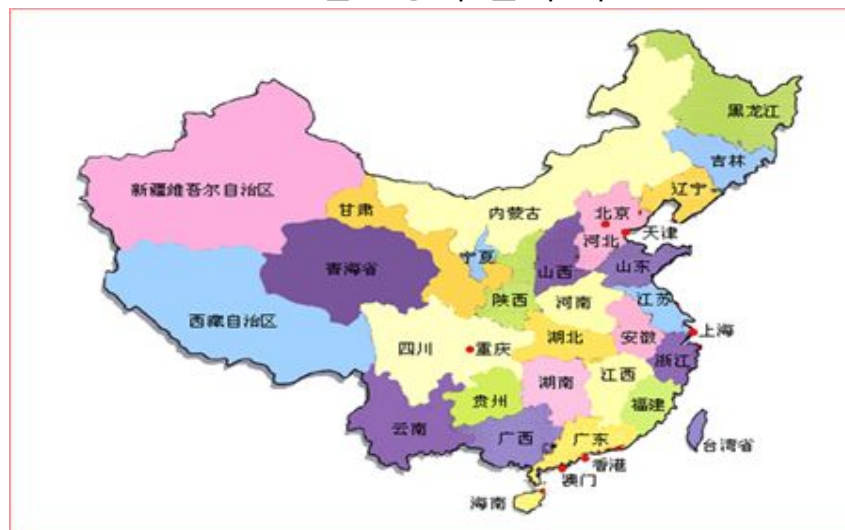 黑龙江
吉林
辽宁
新疆维吾尔自治区
内蒙古
甘肃
北京
天津
河北
宁夏
山西
山东
青海省
陕西
河南
江苏
西藏自治区
上海
安徽
湖北
四川
重庆
浙江
湖南
江西
贵州
福建
云南
广西
广东
台湾省
香港
澳门
海南